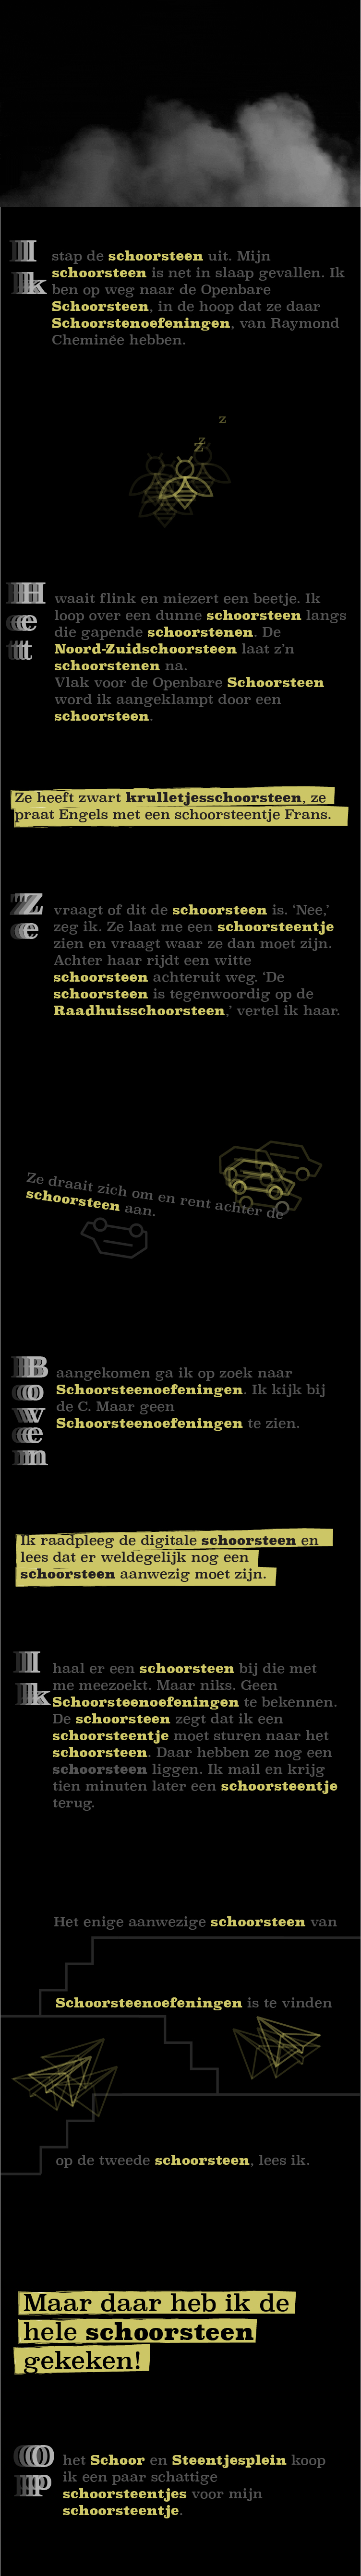 Ik stap de schoorsteen uit. Mijn
schoorsteen is net in slaap gevallen. Ik
ben op weg naar de Openbare
Schoorsteen, in de hoop dat ze daar
Schoorstenoefeningen, van Raymond
Cheminée hebben.
z
z
Z
Het waait flink en miezert een beetje. Ik
loop over een dunne schoorsteen langs
die gapende schoorstenen. De
Noord-Zuidschoorsteen laat z’n
schoorstenen na.
Vlak voor de Openbare Schoorsteen
word ik aangeklampt door een
schoorsteen.
Ze heeft zwart krulletjesschoorsteen, ze
praat Engels met een schoorsteentje Frans.
Ze vraagt of dit de schoorsteen is. ‘Nee,’
zeg ik. Ze laat me een schoorsteentje
zien en vraagt waar ze dan moet zijn.
Achter haar rijdt een witte
schoorsteen achteruit weg. ‘De
schoorsteen is tegenwoordig op de
Raadhuisschoorsteen,’ vertel ik haar.
Ze draait zich om en rent achter de
schoorsteen aan.
Bowenm aangekomen ga ik op zoek naar
Schoorsteenoefeningen. Ik kijk bij
de C. Maar geen
Schoorsteenoefeningen te zien.
Ik raadpleeg de digitale schoorsteen en
lees dat er weldegelijk nog een
schoorsteen aanwezig moet zijn.
Ik haal er een schoorsteen bij die met
me meezoekt. Maar niks. Geen
Schoorsteenoefeningen te bekennen.
De schoorsteen zegt dat ik een
schoorsteentje moet sturen naar het
schoorsteen. Daar hebben ze nog een
schoorsteen liggen. Ik mail en krijg
tien minuten later een schoorsteentje
terug.
Het enige aanwezige schoorsteen van
Schoorsteenoefeningen is te vinden
op de tweede schoorsteen, lees ik.
Maar daar heb ik de
hele schoorsteen
gekeken!
Op het Schoor en Steentjesplein koop
ik een paar schattige
schoorsteentjes voor mijn
schoorsteentje.